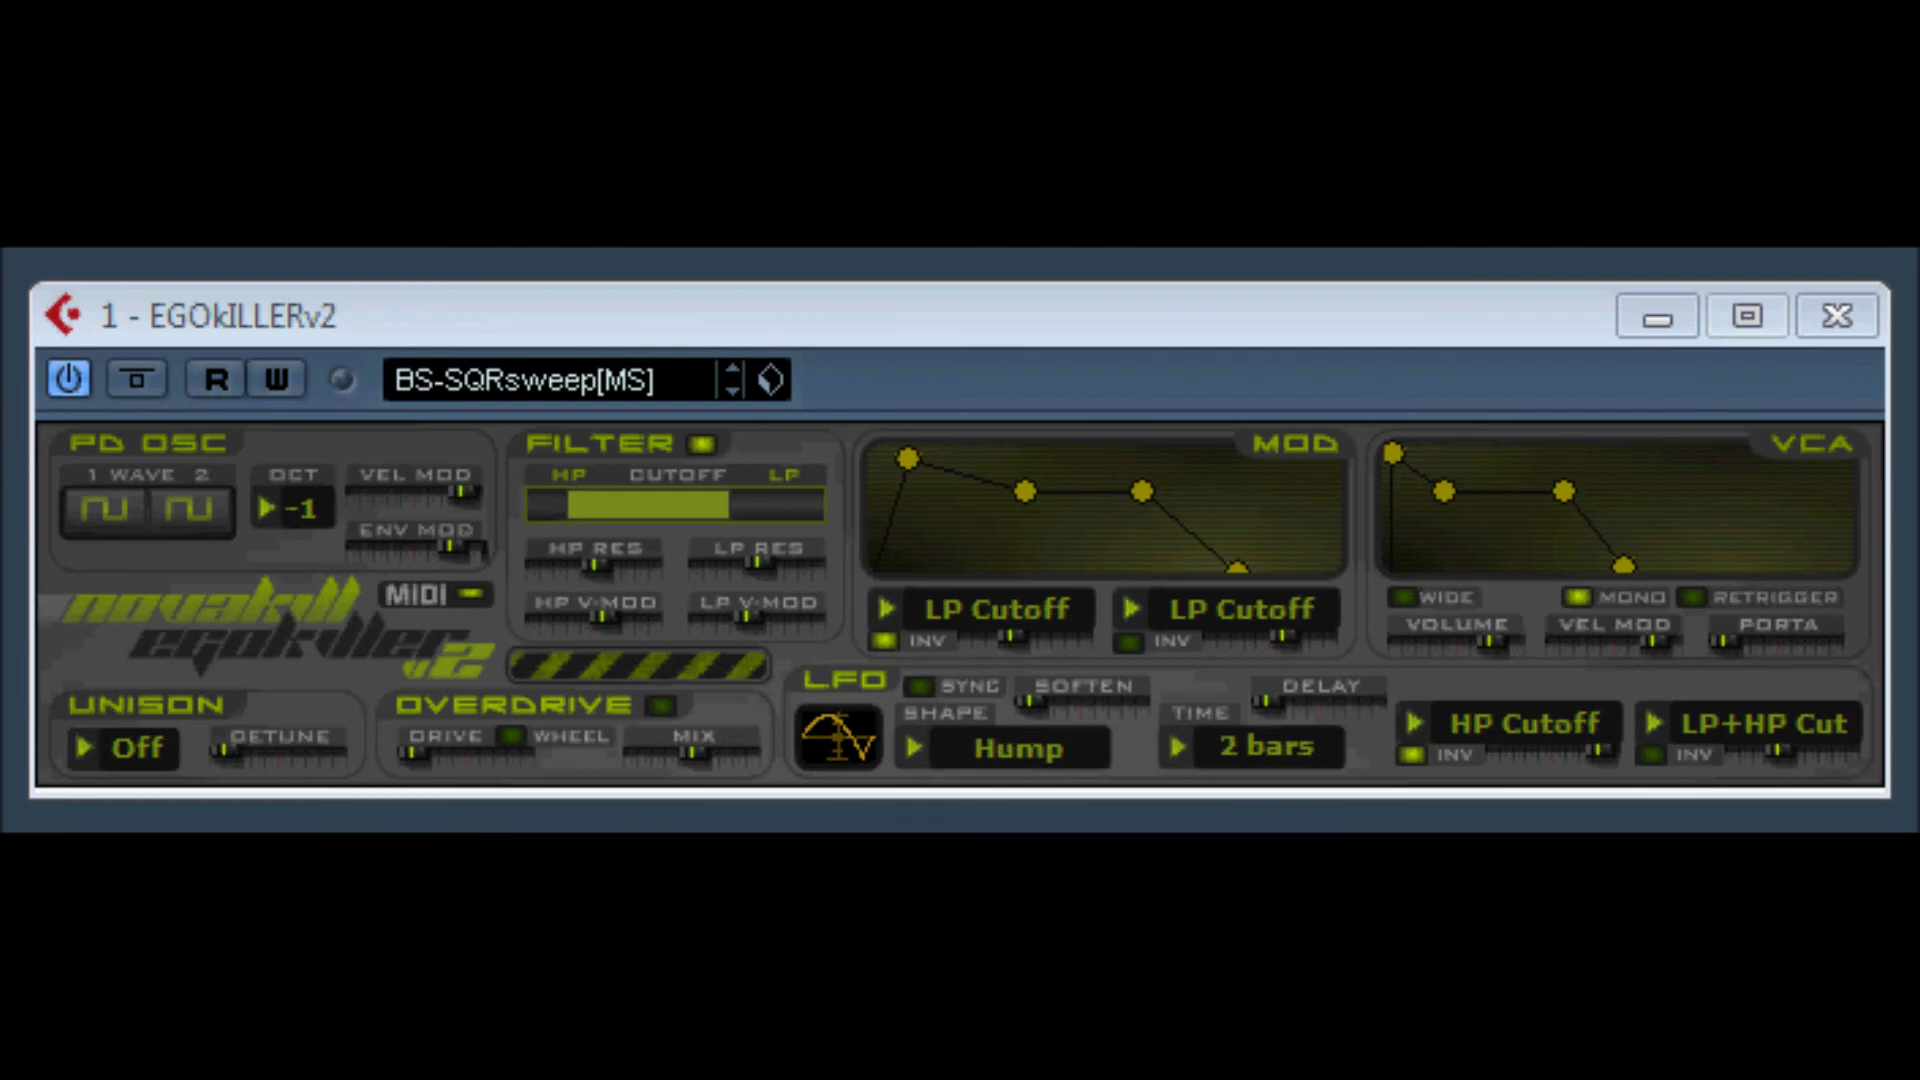 1 - EGOkILLERv2
R W BS-SQRsweep[MS]
PD OSC
1 WAVE 2 OCT VEL MOD
-1
ENV MOD
FILTER
HP CUTOFF LP
HP RES LP RES
HP V-MOD LP V-MOD
MOD
LP Cutoff LP Cutoff
INV INV
VCA
WIDE MONO RETRIGGER
VOLUME VEL MOD PORTA
novakill MIDI
egokiller
v2
UNISON
Off DETUNE
OVERDRIVE
DRIVE WHEEL MIX
LFO SYNC SOFTEN DELAY
SHAPE TIME
Hump 2 bars
HP Cutoff LP+HP Cut
INV INV